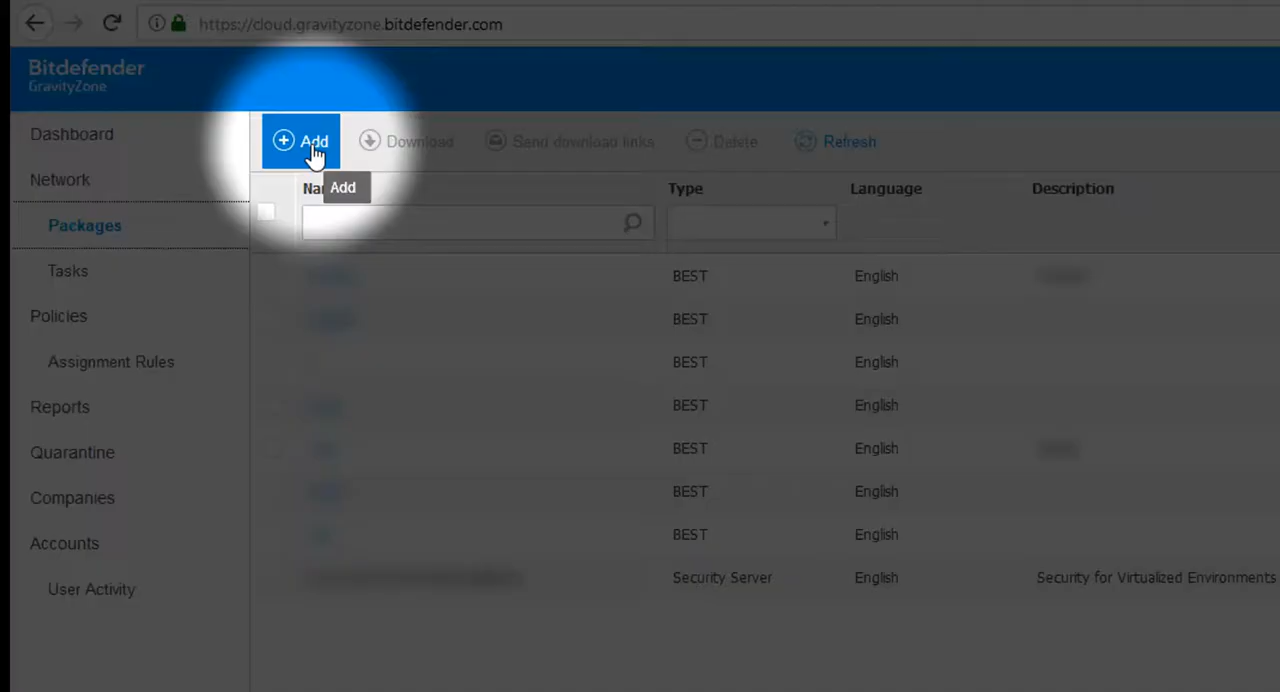 https://cloud.gravityzone.bitdefender.com
Bitdefender
GravityZone
Dashboard
Network
Packages
Tasks
Policies
Assignment Rules
Reports
Quarantine
Companies
Accounts
User Activity
Add Download Send download links Delete Refresh
Add
Na Type Language Description
BEST English
BEST English
BEST English
BEST English
BEST English
BEST English
BEST English
Security Server English Security for Virtualized Environments